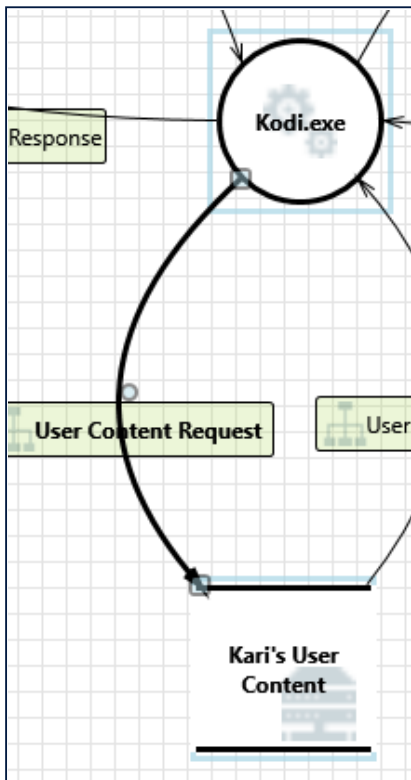 Kodi.exe
Response
User Content Request
User
Kari's User
Content